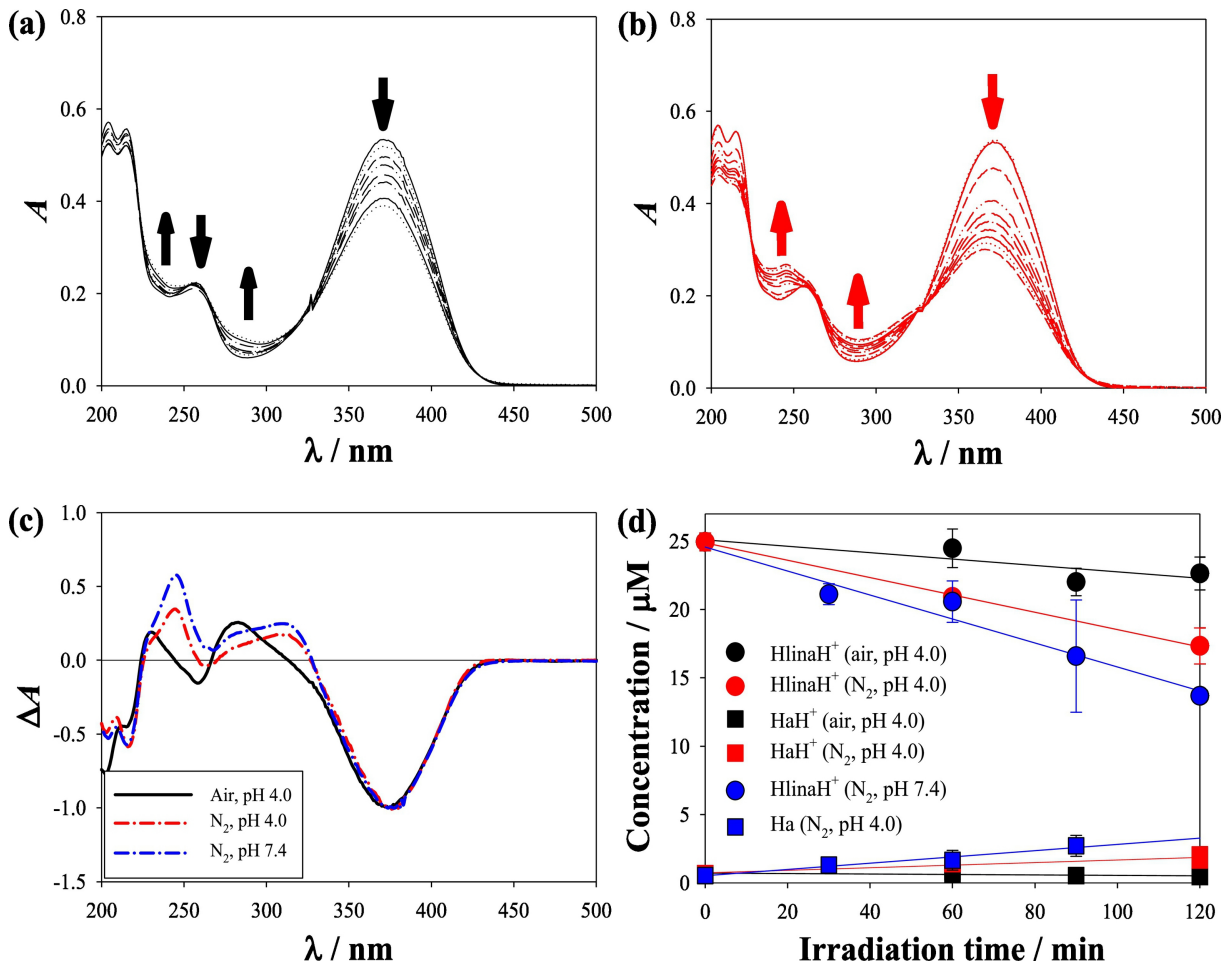 (a)
0.8
0.6
0.4
0.2
0.0
A
200 250 300 350 400 450 500
λ / nm
(b)
0.8
0.6
0.4
0.2
0.0
A
200 250 300 350 400 450 500
λ / nm
(c)
1.0
0.5
0.0
-0.5
-1.0
-1.5
ΔA
Air, pH 4.0
N₂, pH 4.0
N₂, pH 7.4
200 250 300 350 400 450 500
λ / nm
(d)
25
20
15
10
5
0
Concentration / μM
HlinaH⁺ (air, pH 4.0)
HlinaH⁺ (N₂, pH 4.0)
HaH⁺ (air, pH 4.0)
HaH⁺ (N₂, pH 4.0)
HlinaH⁺ (N₂, pH 7.4)
Ha (N₂, pH 4.0)
0 20 40 60 80 100 120
Irradiation time / min